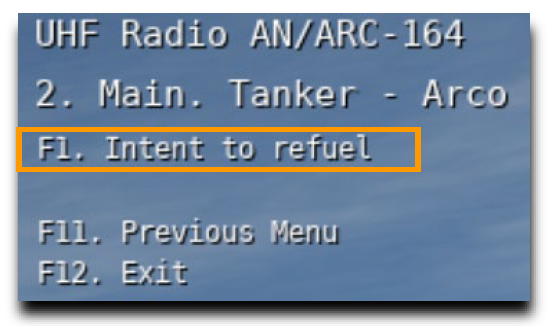 UHF Radio AN/ARC-164
2. Main. Tanker - Arco
F1. Intent to refuel
F11. Previous Menu
F12. Exit